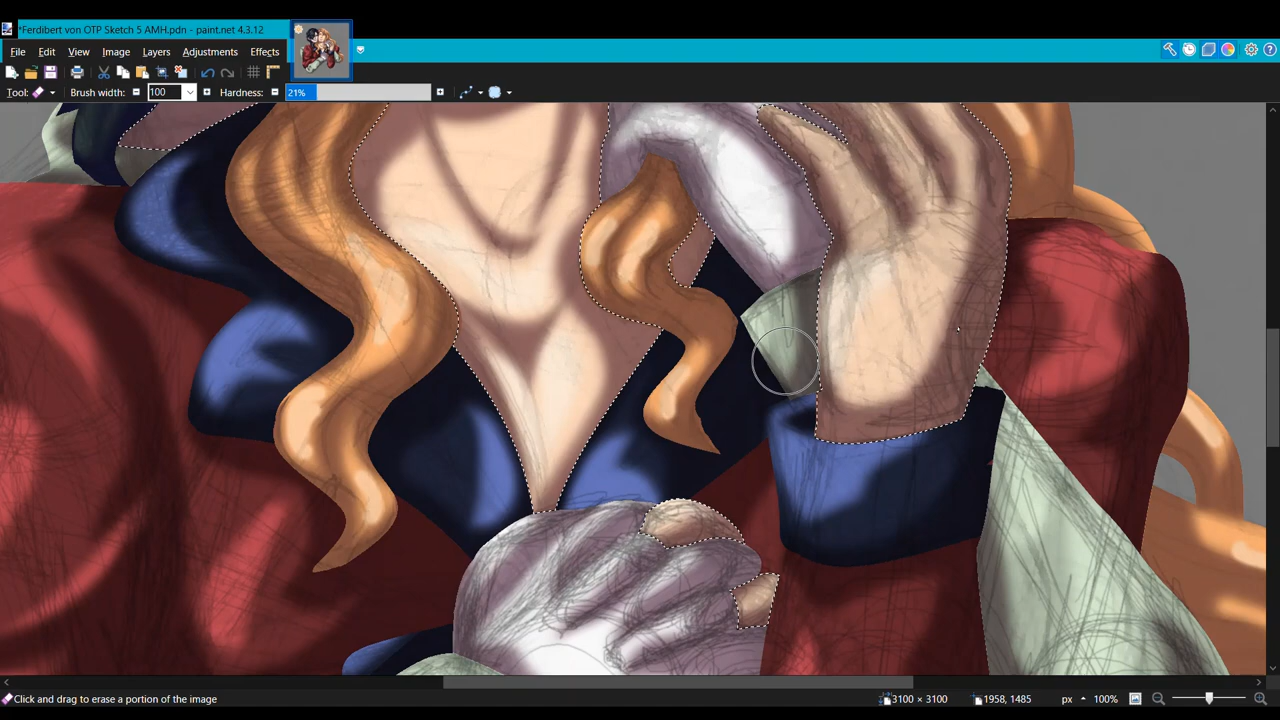 *Ferdibert von OTP Sketch 5 AMH.pdn - paint.net 4.3.12
File Edit View Image Layers Adjustments Effects
Tool: Brush width: 100 Hardness: 21%
Click and drag to erase a portion of the image 3100 × 3100 1958, 1485 px 100%